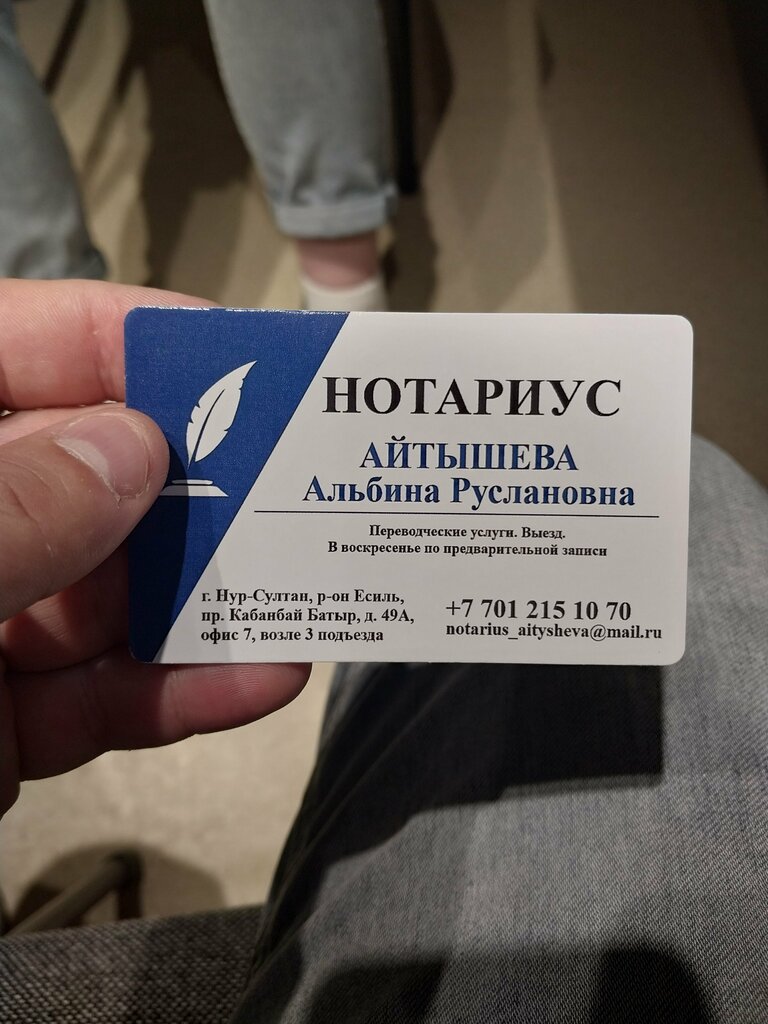 НОТАРИУС
АЙТЫШЕВА
Альбина Руслановна
Переводческие услуги. Выезд.
В воскресенье по предварительной записи
г. Нур-Султан, р-он Есиль,
пр. Кабанбай Батыр, д. 49А,
офис 7, возле 3 подъезда
+7 701 215 10 70
notarius_aitysheva@mail.ru